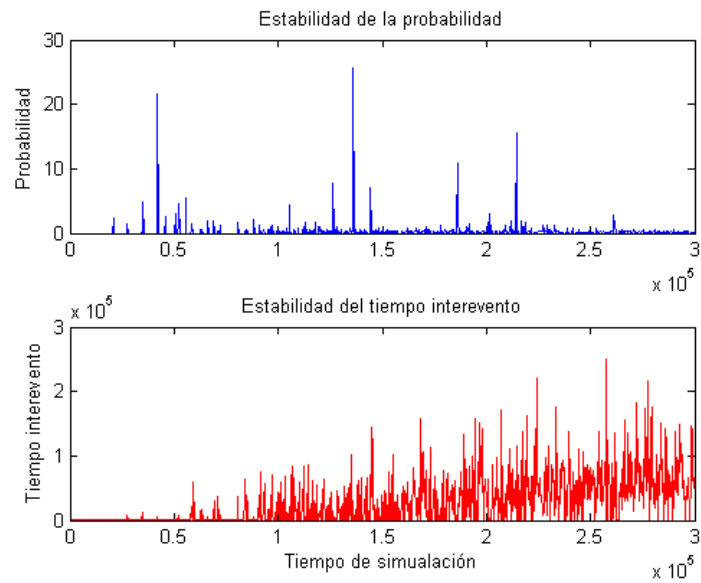 Estabilidad de la probabilidad
Probabilidad
30
20
10
0
0 0.5 1 1.5 2 2.5 3
x 10^5
Estabilidad del tiempo interevento
x 10^5
Tiempo interevento
3
2
1
0
0 0.5 1 1.5 2 2.5 3
Tiempo de simualación
x 10^5